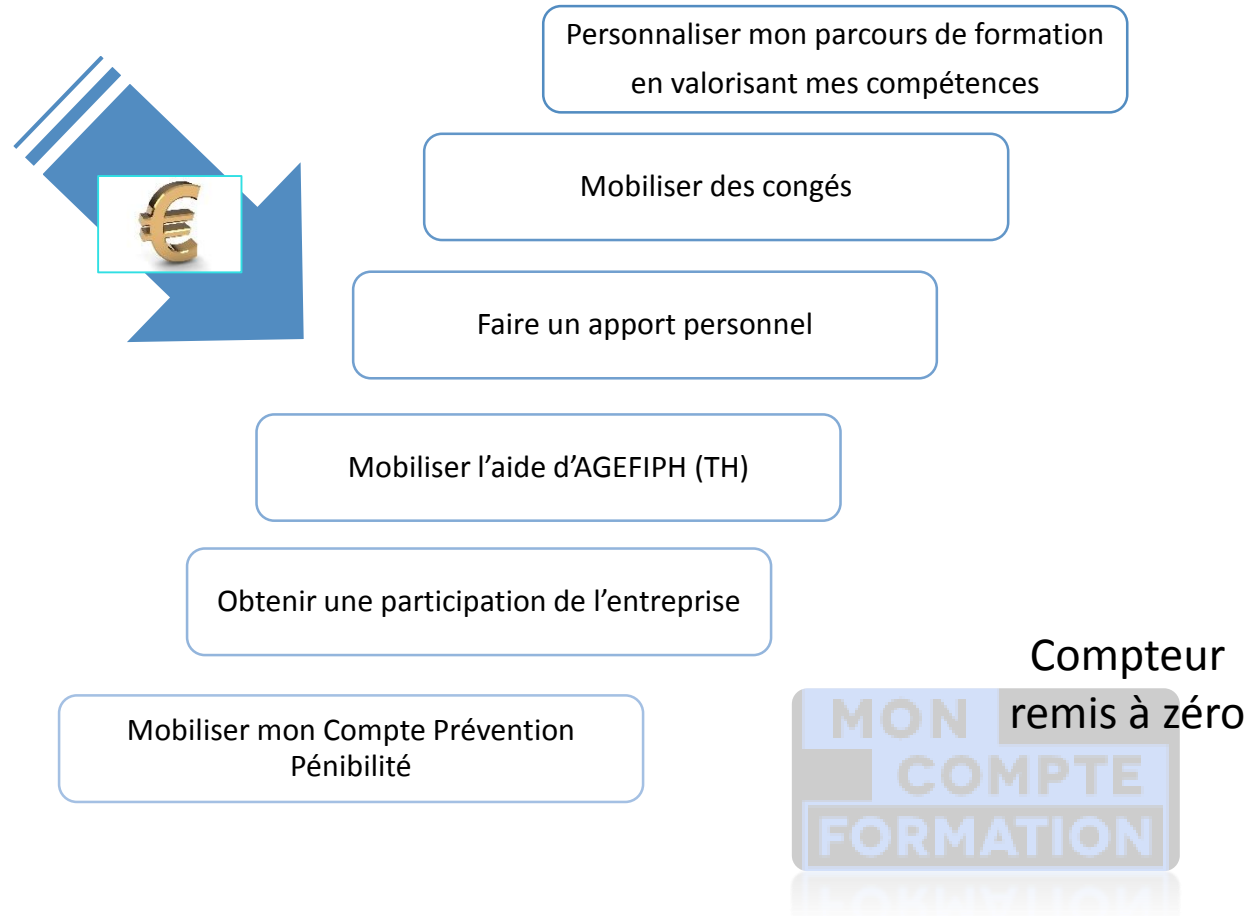 Personnaliser mon parcours de formation
en valorisant mes compétences
Mobiliser des congés
Faire un apport personnel
Mobiliser l’aide d’AGEFIPH (TH)
Obtenir une participation de l’entreprise
Mobiliser mon Compte Prévention
Pénibilité
Compteur
remis à zéro
MON
COMPTE
FORMATION